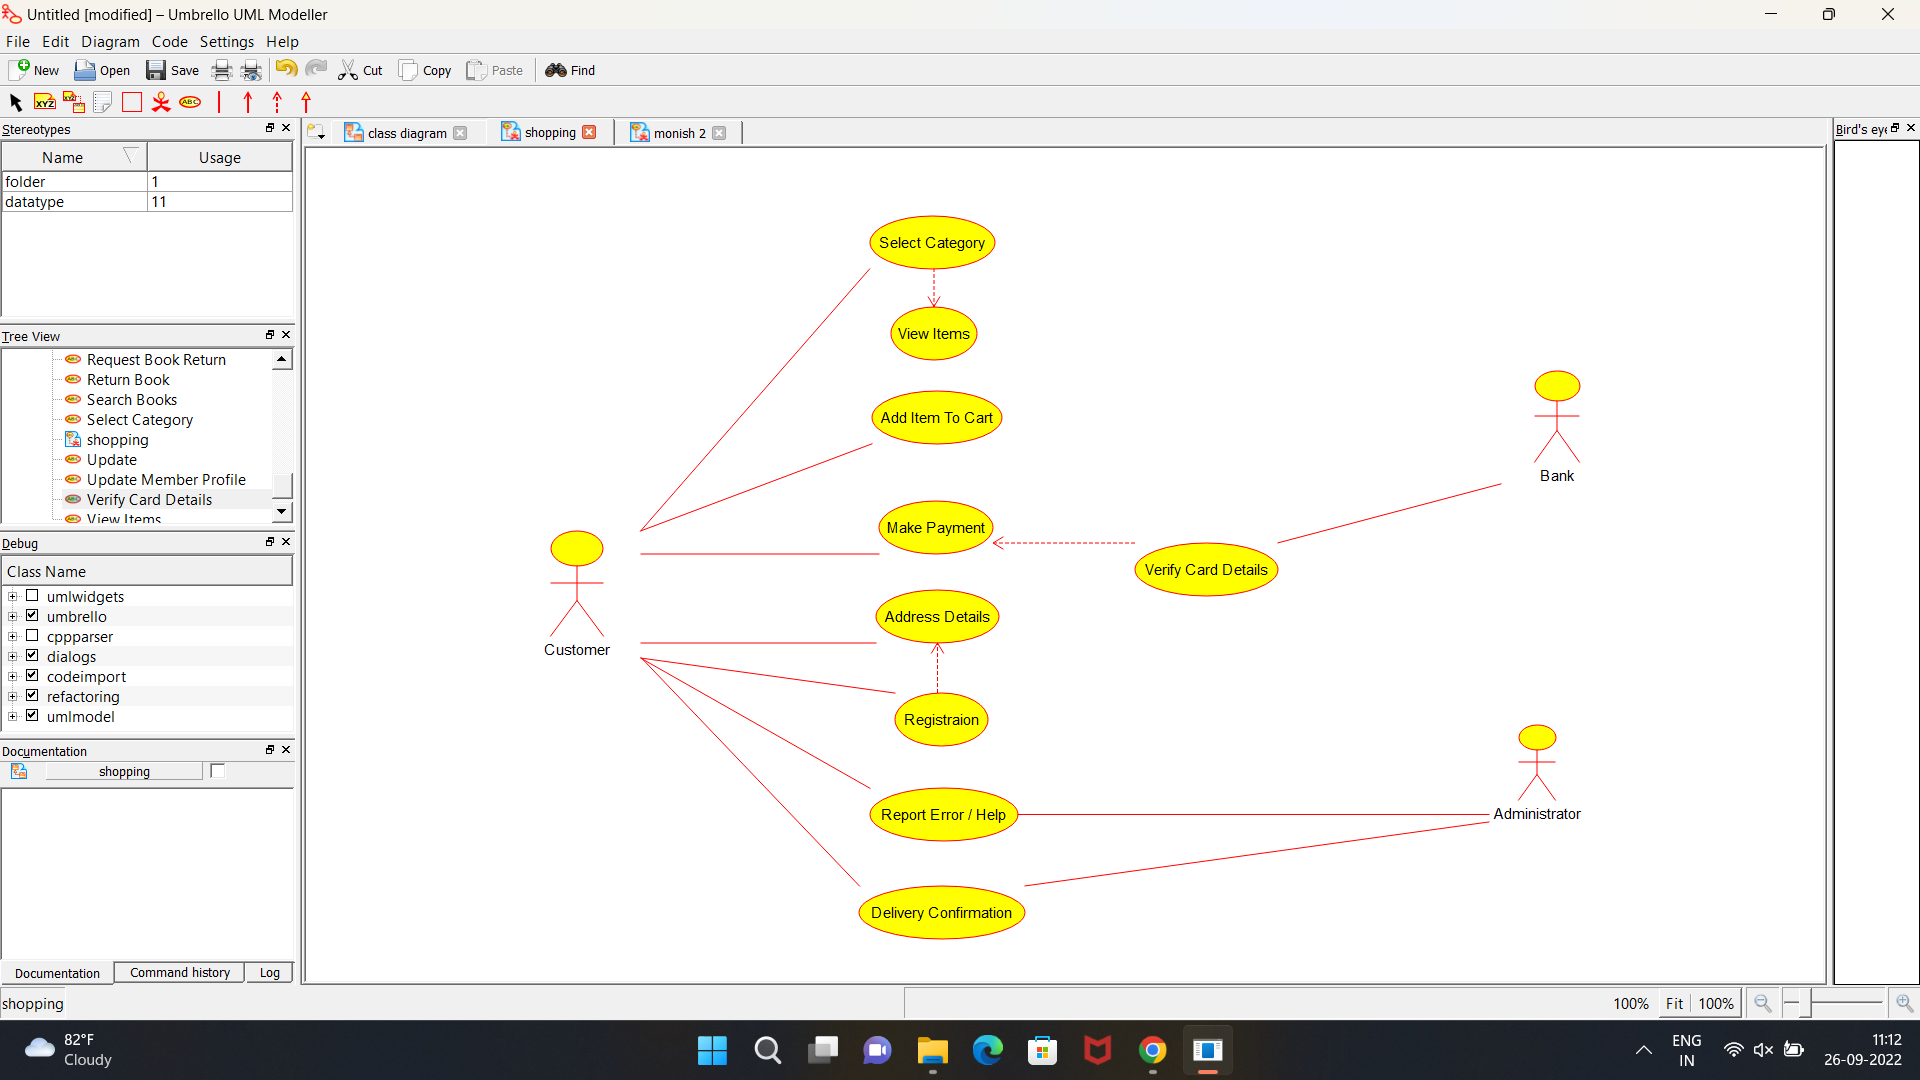 Untitled [modified] – Umbrello UML Modeller
File Edit Diagram Code Settings Help
New Open Save Cut Copy Paste Find
XYZ XYZ ABC
Stereotypes
Name Usage
folder 1
datatype 11
Tree View
Request Book Return
Return Book
Search Books
Select Category
shopping
Update
Update Member Profile
Verify Card Details
View Items
Debug
Class Name
umlwidgets
umbrello
cppparser
dialogs
codeimport
refactoring
umlmodel
Documentation
shopping
Documentation Command history Log
class diagram shopping monish 2
Select Category
View Items
Add Item To Cart
Make Payment
Verify Card Details
Address Details
Registraion
Report Error / Help
Delivery Confirmation
Customer
Bank
Administrator
Bird's eye
shopping
100% Fit 100%
82°F
Cloudy
ENG
IN
11:12
26-09-2022